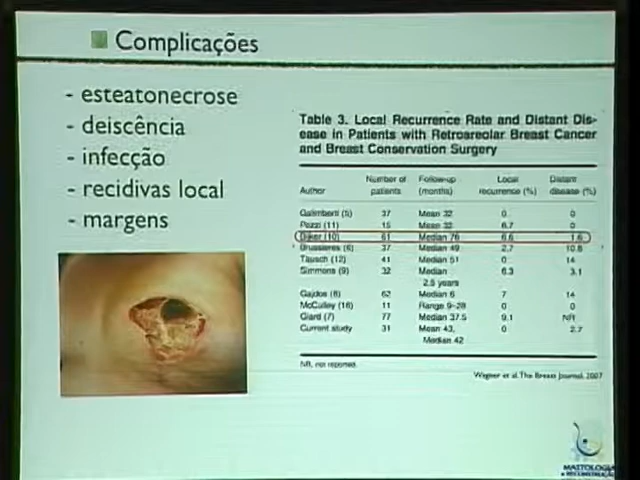 Complicações
- esteatonecrose
- deiscência
- infecção
- recidivas local
- margens
Table 3. Local Recurrence Rate and Distant Dis-
ease in Patients with Retroareolar Breast Cancer
and Breast Conservation Surgery
Author Number of patients Follow-up (months) Local recurrence (%) Distant disease (%)
Galimberti (5) 37 Mean 32 0 0
Pezzi (11) 15 Mean 32 6.7 0
(10) 61 Median 76 6.6 1.6
(6) 37 Median 49 2.7 10.8
Tausch (12) 41 Median 51 0 14
Simmons (9) 32 Median 2.5 years 6.3 3.1
Gajdos (8) 62 Median 6 7 14
McCulley (16) 11 Range 9–28 0 0
Giard (7) 77 Median 37.5 9.1 NR
Current study 31 Mean 43, Median 42 0 2.7
NR, not reported.
Wagner et al. The Breast Journal, 2007
MASTOLOGIA
e RECONSTRUÇÃO